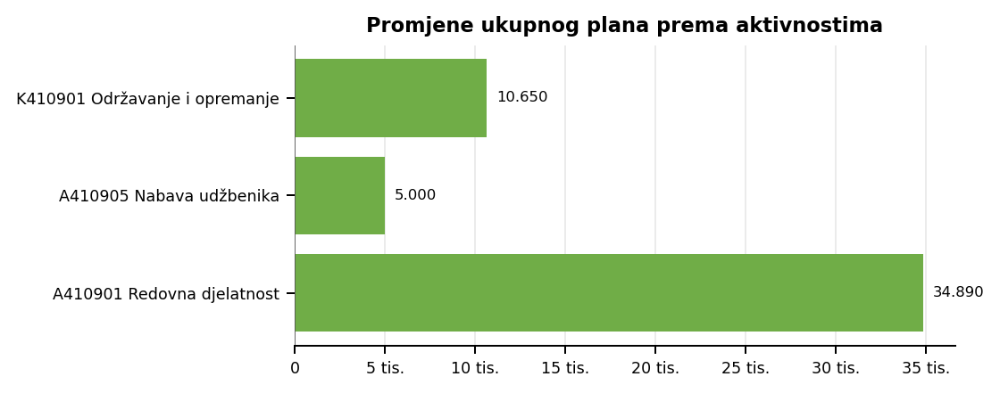 Promjene ukupnog plana prema aktivnostima
K410901 Održavanje i opremanje
10.650
A410905 Nabava udžbenika
5.000
A410901 Redovna djelatnost
34.890
0 5 tis. 10 tis. 15 tis. 20 tis. 25 tis. 30 tis. 35 tis.